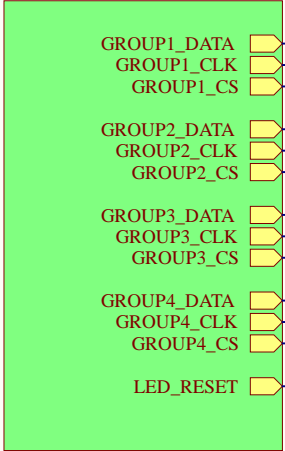 GROUP1_DATA
GROUP1_CLK
GROUP1_CS
GROUP2_DATA
GROUP2_CLK
GROUP2_CS
GROUP3_DATA
GROUP3_CLK
GROUP3_CS
GROUP4_DATA
GROUP4_CLK
GROUP4_CS
LED_RESET